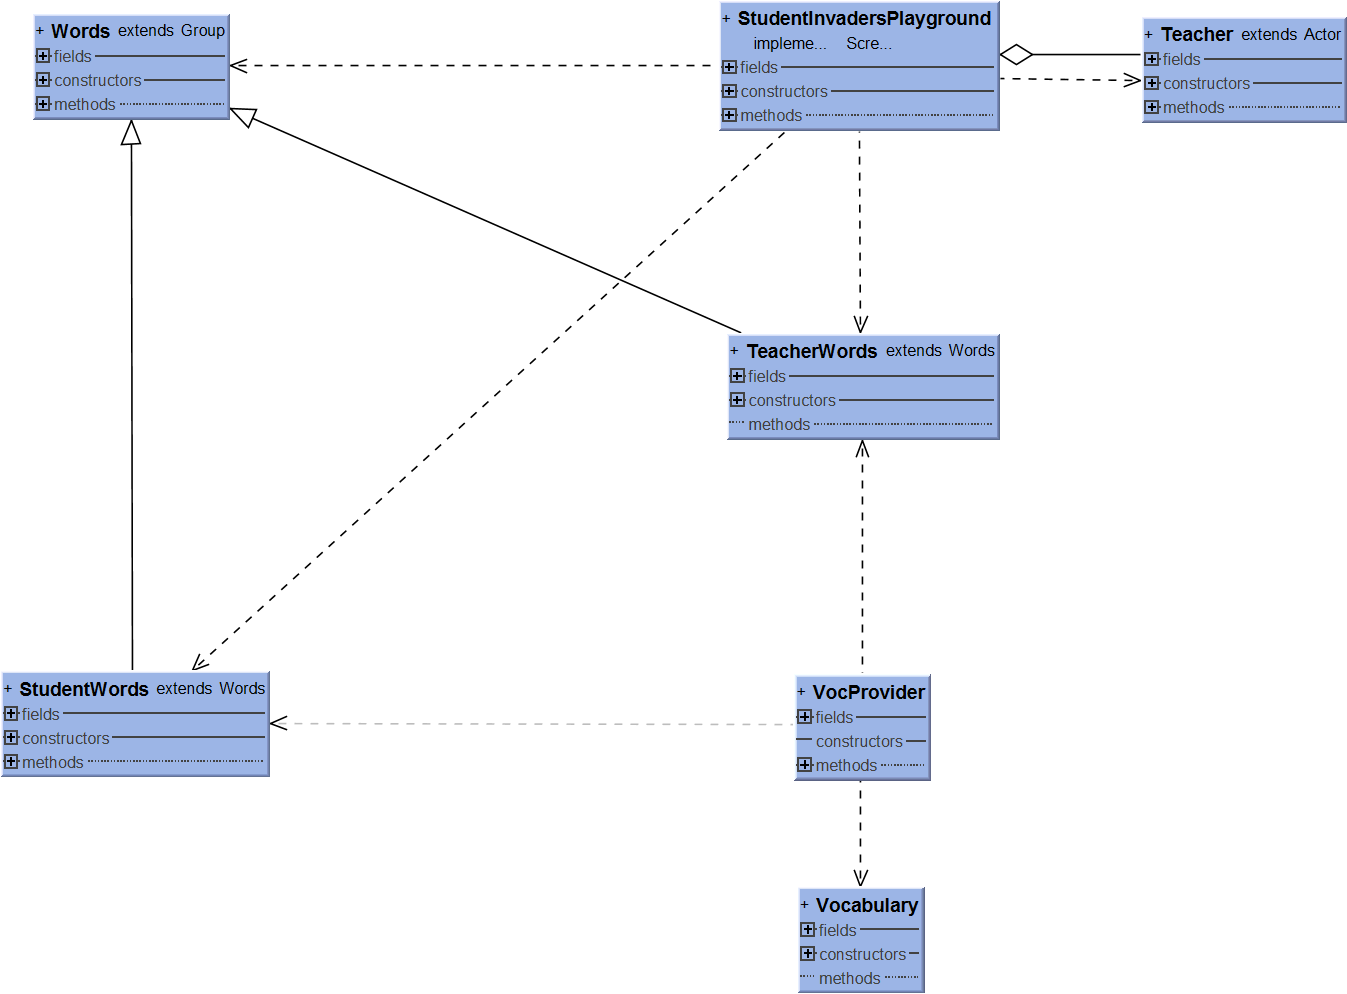 + Words extends Group
fields
constructors
methods
+ StudentInvadersPlayground
impleme... Scre...
fields
constructors
methods
+ Teacher extends Actor
fields
constructors
methods
+ TeacherWords extends Words
fields
constructors
methods
+ StudentWords extends Words
fields
constructors
methods
+ VocProvider
fields
constructors
methods
+ Vocabulary
fields
constructors
methods